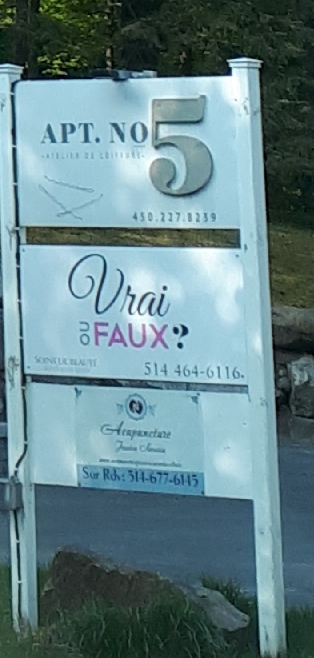 APT. NO 5
-ATELIER DE COIFFURE-
450.227.8259
Vrai
OU FAUX?
SOINS DE BEAUTÉ
514 464-6116
Acupuncture
Sur Rdv: 514-677-6145